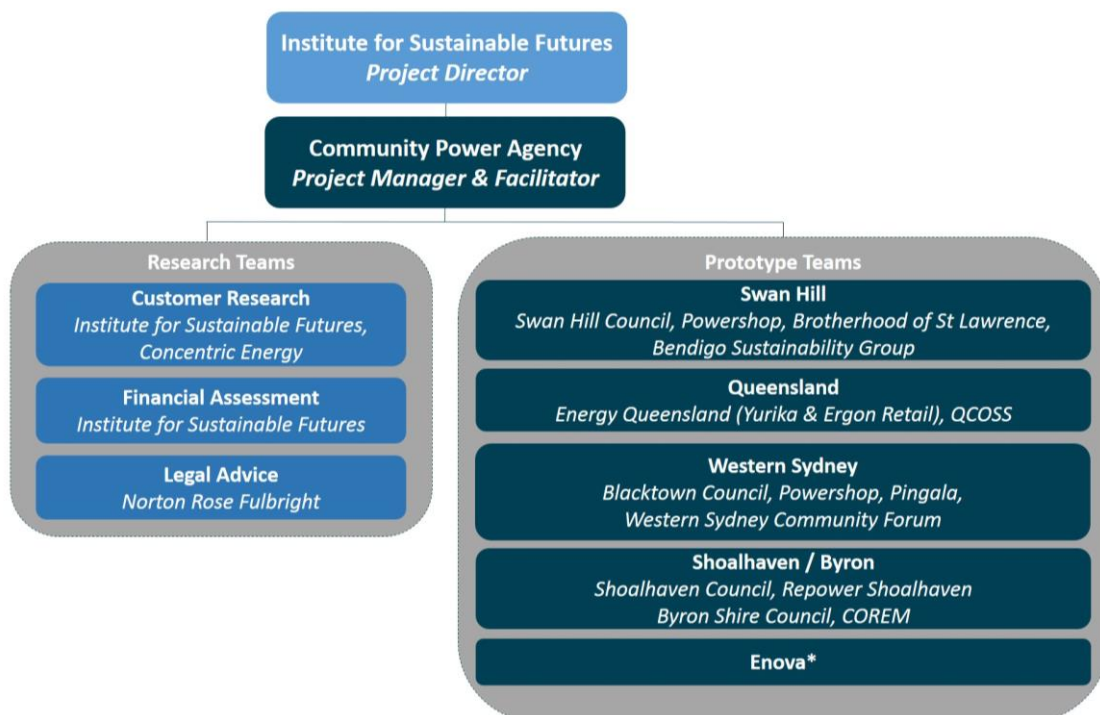 Institute for Sustainable Futures
Project Director
Community Power Agency
Project Manager & Facilitator
Research Teams
Customer Research
Institute for Sustainable Futures,
Concentric Energy
Financial Assessment
Institute for Sustainable Futures
Legal Advice
Norton Rose Fulbright
Prototype Teams
Swan Hill
Swan Hill Council, Powershop, Brotherhood of St Lawrence,
Bendigo Sustainability Group
Queensland
Energy Queensland (Yurika & Ergon Retail), QCOSS
Western Sydney
Blacktown Council, Powershop, Pingala,
Western Sydney Community Forum
Shoalhaven / Byron
Shoalhaven Council, Repower Shoalhaven
Byron Shire Council, COREM
Enova*